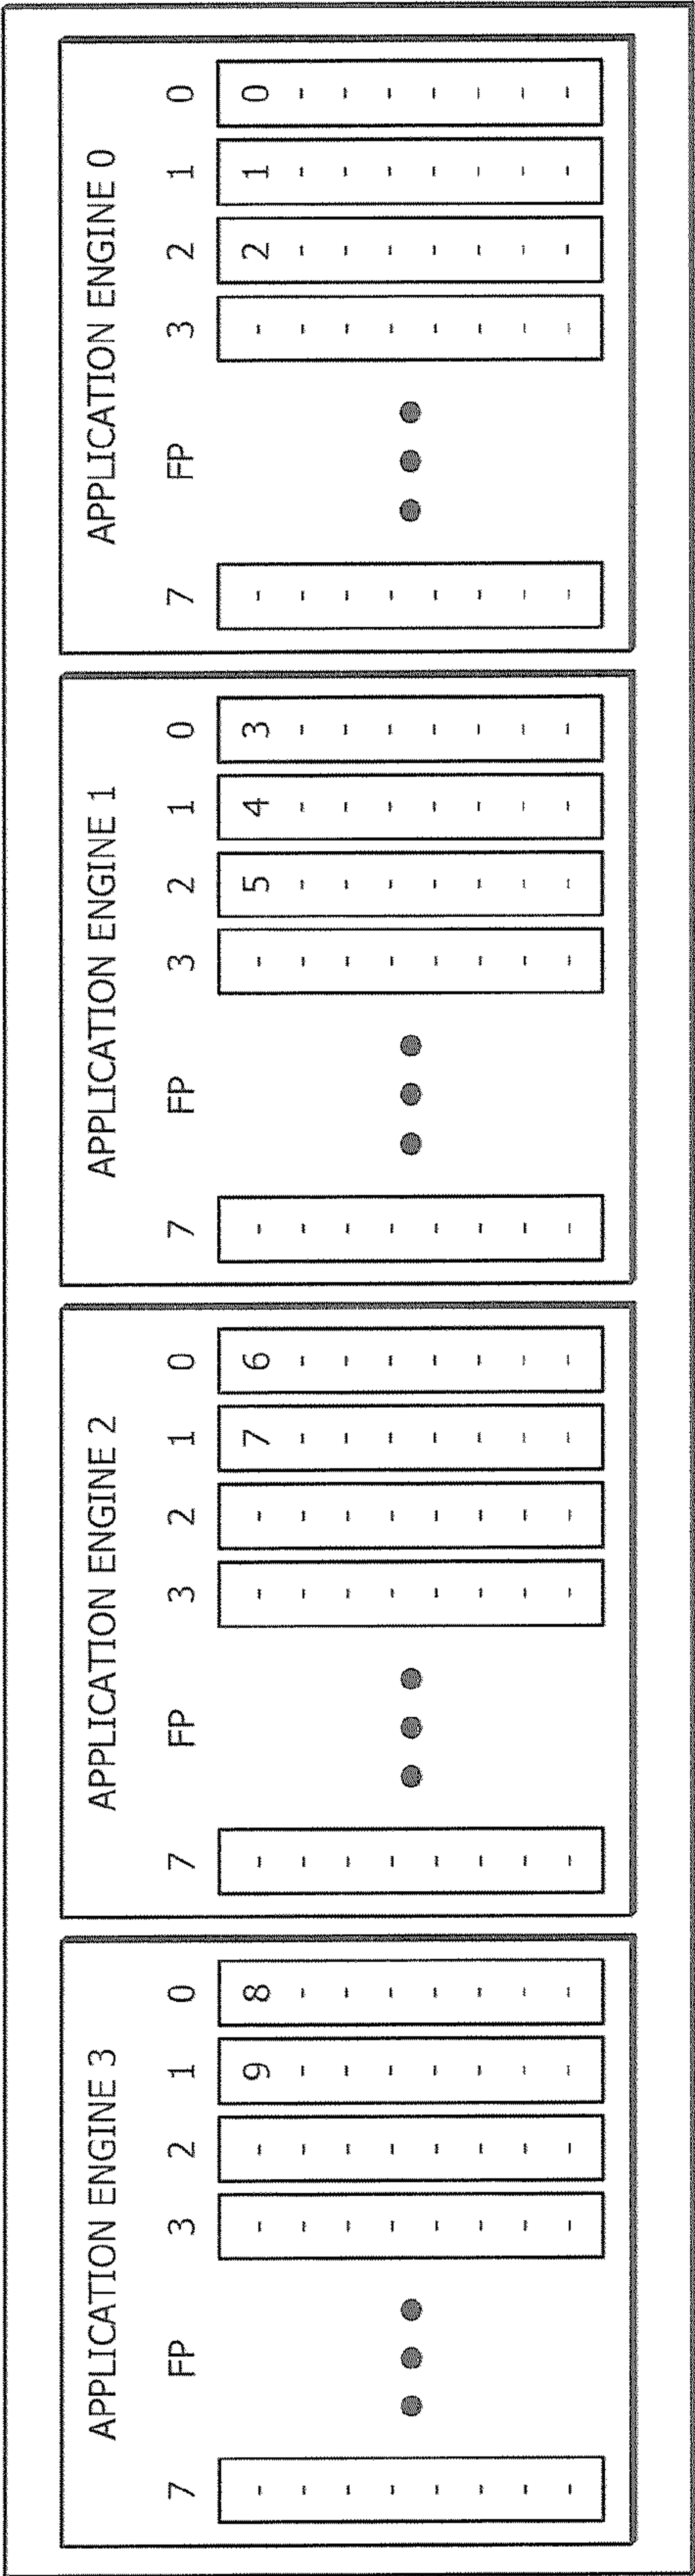 APPLICATION ENGINE 3
7 FP 3 2 1 0
- - - 9 8
- - - - -
- - - - -
- - - - -
- - - - -
- - - - -
- - - - -
- - - - -
APPLICATION ENGINE 2
7 FP 3 2 1 0
- - - 7 6
- - - - -
- - - - -
- - - - -
- - - - -
- - - - -
- - - - -
- - - - -
APPLICATION ENGINE 1
7 FP 3 2 1 0
- - 5 4 3
- - - - -
- - - - -
- - - - -
- - - - -
- - - - -
- - - - -
- - - - -
APPLICATION ENGINE 0
7 FP 3 2 1 0
- - 2 1 0
- - - - -
- - - - -
- - - - -
- - - - -
- - - - -
- - - - -
- - - - -